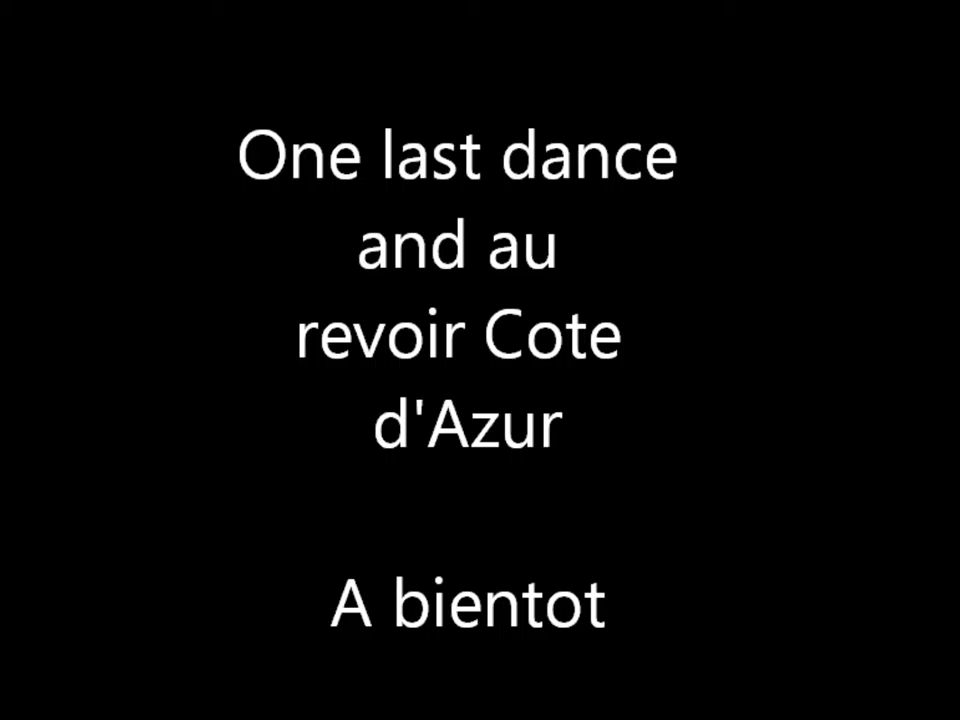 One last dance
and au
revoir Cote
d'Azur
A bientot